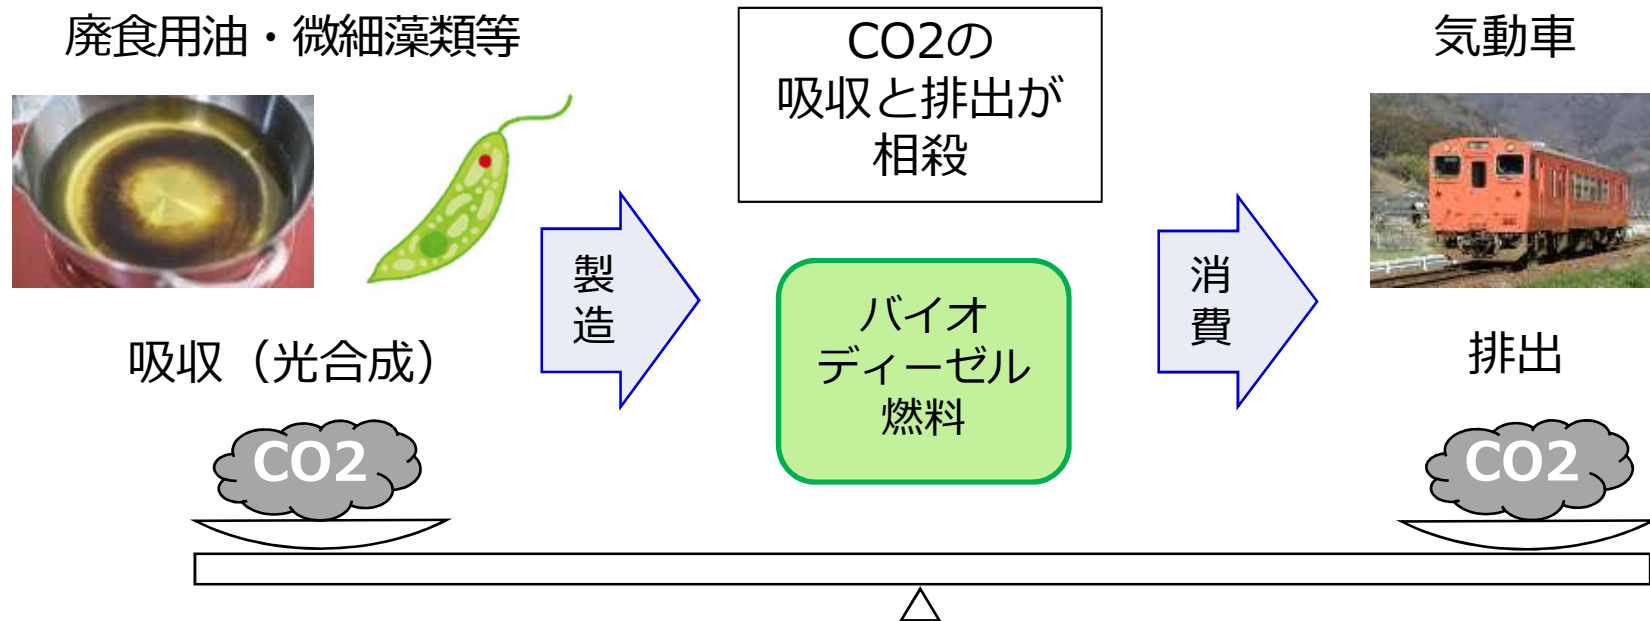 廃食用油・微細藻類等
CO2の
吸収と排出が
相殺
気動車
製造
消費
バイオ
ディーゼル
燃料
吸収（光合成）
排出
CO2
CO2